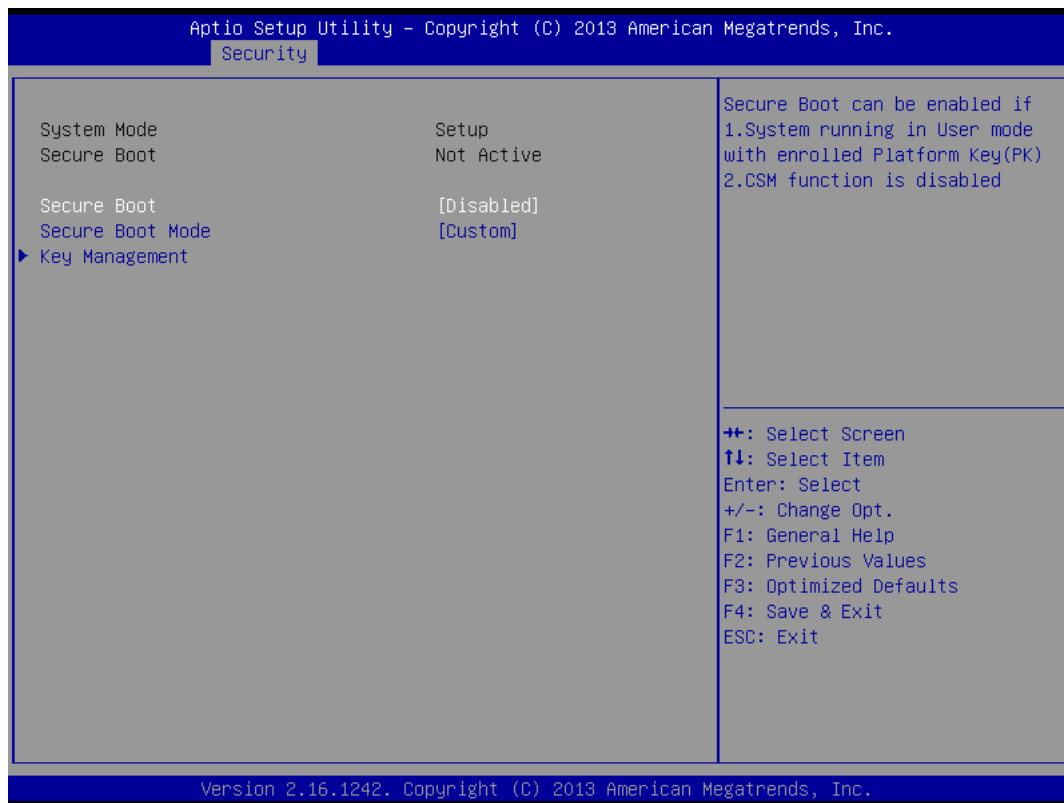 Aptio Setup Utility – Copyright (C) 2013 American Megatrends, Inc.
Security
System Mode Setup
Secure Boot Not Active
Secure Boot [Disabled]
Secure Boot Mode [Custom]
Key Management
Secure Boot can be enabled if
1.System running in User mode
with enrolled Platform Key(PK)
2.CSM function is disabled
→←: Select Screen
↑↓: Select Item
Enter: Select
+/-: Change Opt.
F1: General Help
F2: Previous Values
F3: Optimized Defaults
F4: Save & Exit
ESC: Exit
Version 2.16.1242. Copyright (C) 2013 American Megatrends, Inc.